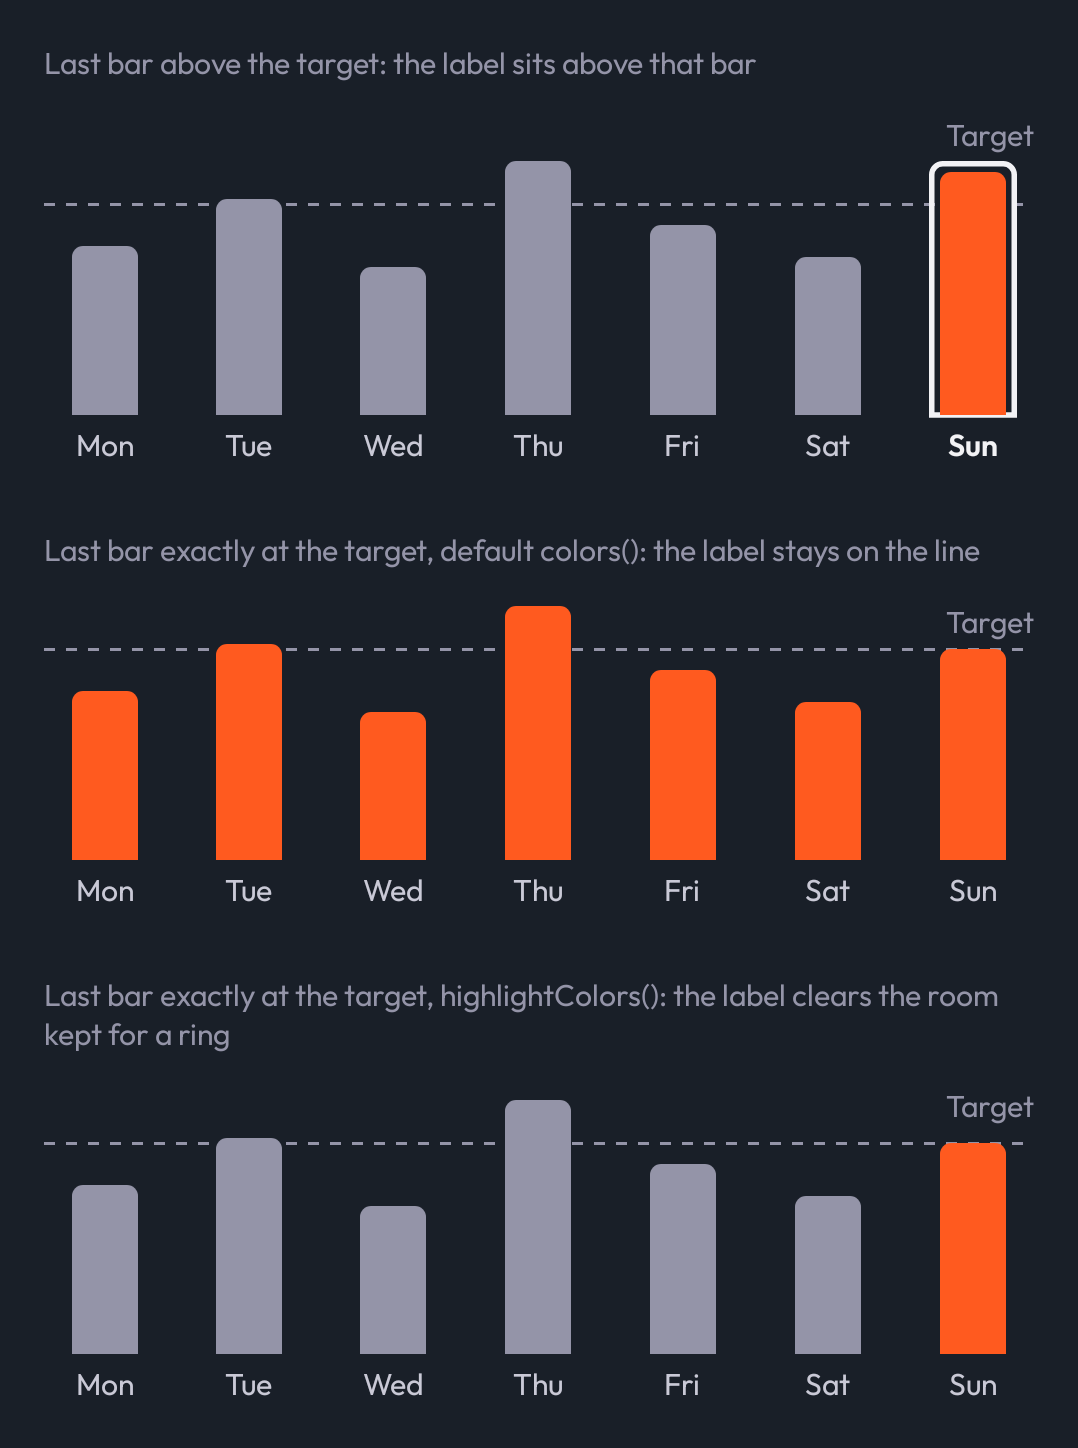 Last bar above the target: the label sits above that bar
Target
Mon Tue Wed Thu Fri Sat Sun
Last bar exactly at the target, default colors(): the label stays on the line
Target
Mon Tue Wed Thu Fri Sat Sun
Last bar exactly at the target, highlightColors(): the label clears the room
kept for a ring
Target
Mon Tue Wed Thu Fri Sat Sun